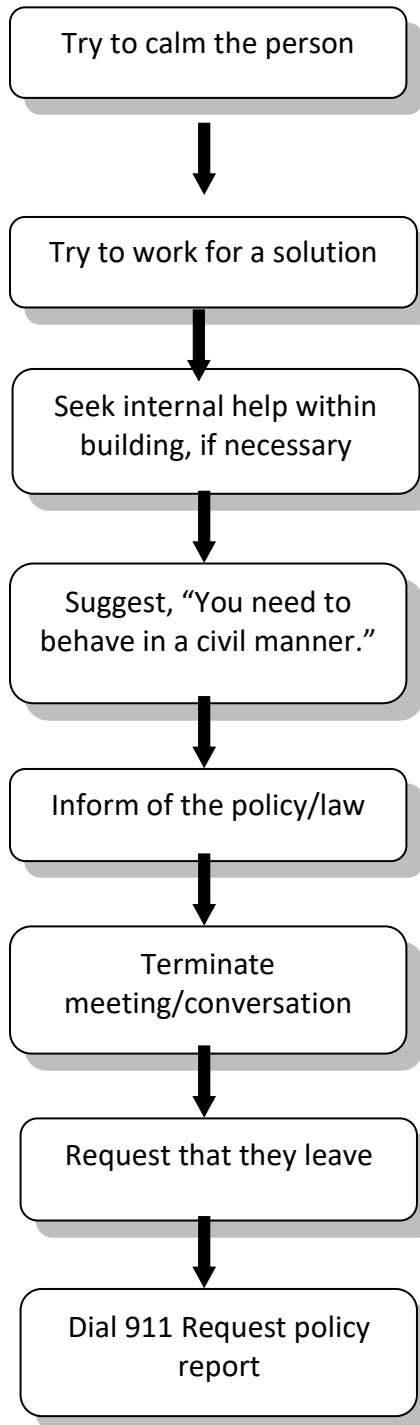 Try to calm the person
Try to work for a solution
Seek internal help within
building, if necessary
Suggest, “You need to
behave in a civil manner.”
Inform of the policy/law
Terminate
meeting/conversation
Request that they leave
Dial 911 Request policy
report